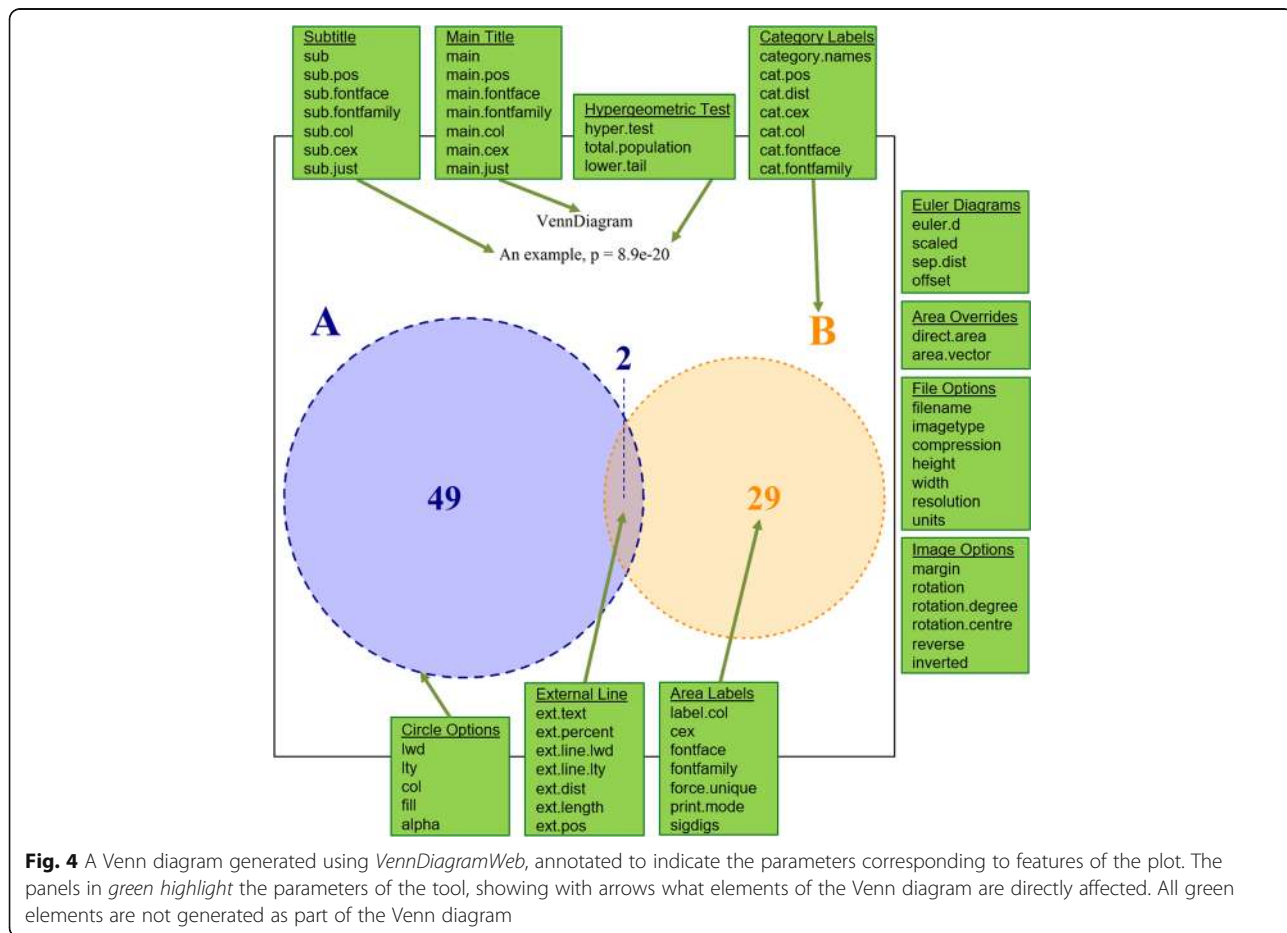 Subtitle
sub
sub.pos
sub.fontface
sub.fontfamily
sub.col
sub.cex
sub.just
Main Title
main
main.pos
main.fontface
main.fontfamily
main.col
main.cex
main.just
Hypergeometric Test
hyper.test
total.population
lower.tail
Category Labels
category.names
cat.pos
cat.dist
cat.cex
cat.col
cat.fontface
cat.fontfamily
VennDiagram
An example, p = 8.9e-20
Euler Diagrams
euler.d
scaled
sep.dist
offset
Area Overrides
direct.area
area.vector
File Options
filename
imagetype
compression
height
width
resolution
units
Image Options
margin
rotation
rotation.degree
rotation.centre
reverse
inverted
A
B
2
49
29
Circle Options
lwd
lty
col
fill
alpha
External Line
ext.text
ext.percent
ext.line.lwd
ext.line.lty
ext.dist
ext.length
ext.pos
Area Labels
label.col
cex
fontface
fontfamily
force.unique
print.mode
sigdigs
Fig. 4 A Venn diagram generated using VennDiagramWeb, annotated to indicate the parameters corresponding to features of the plot. The
panels in green highlight the parameters of the tool, showing with arrows what elements of the Venn diagram are directly affected. All green
elements are not generated as part of the Venn diagram